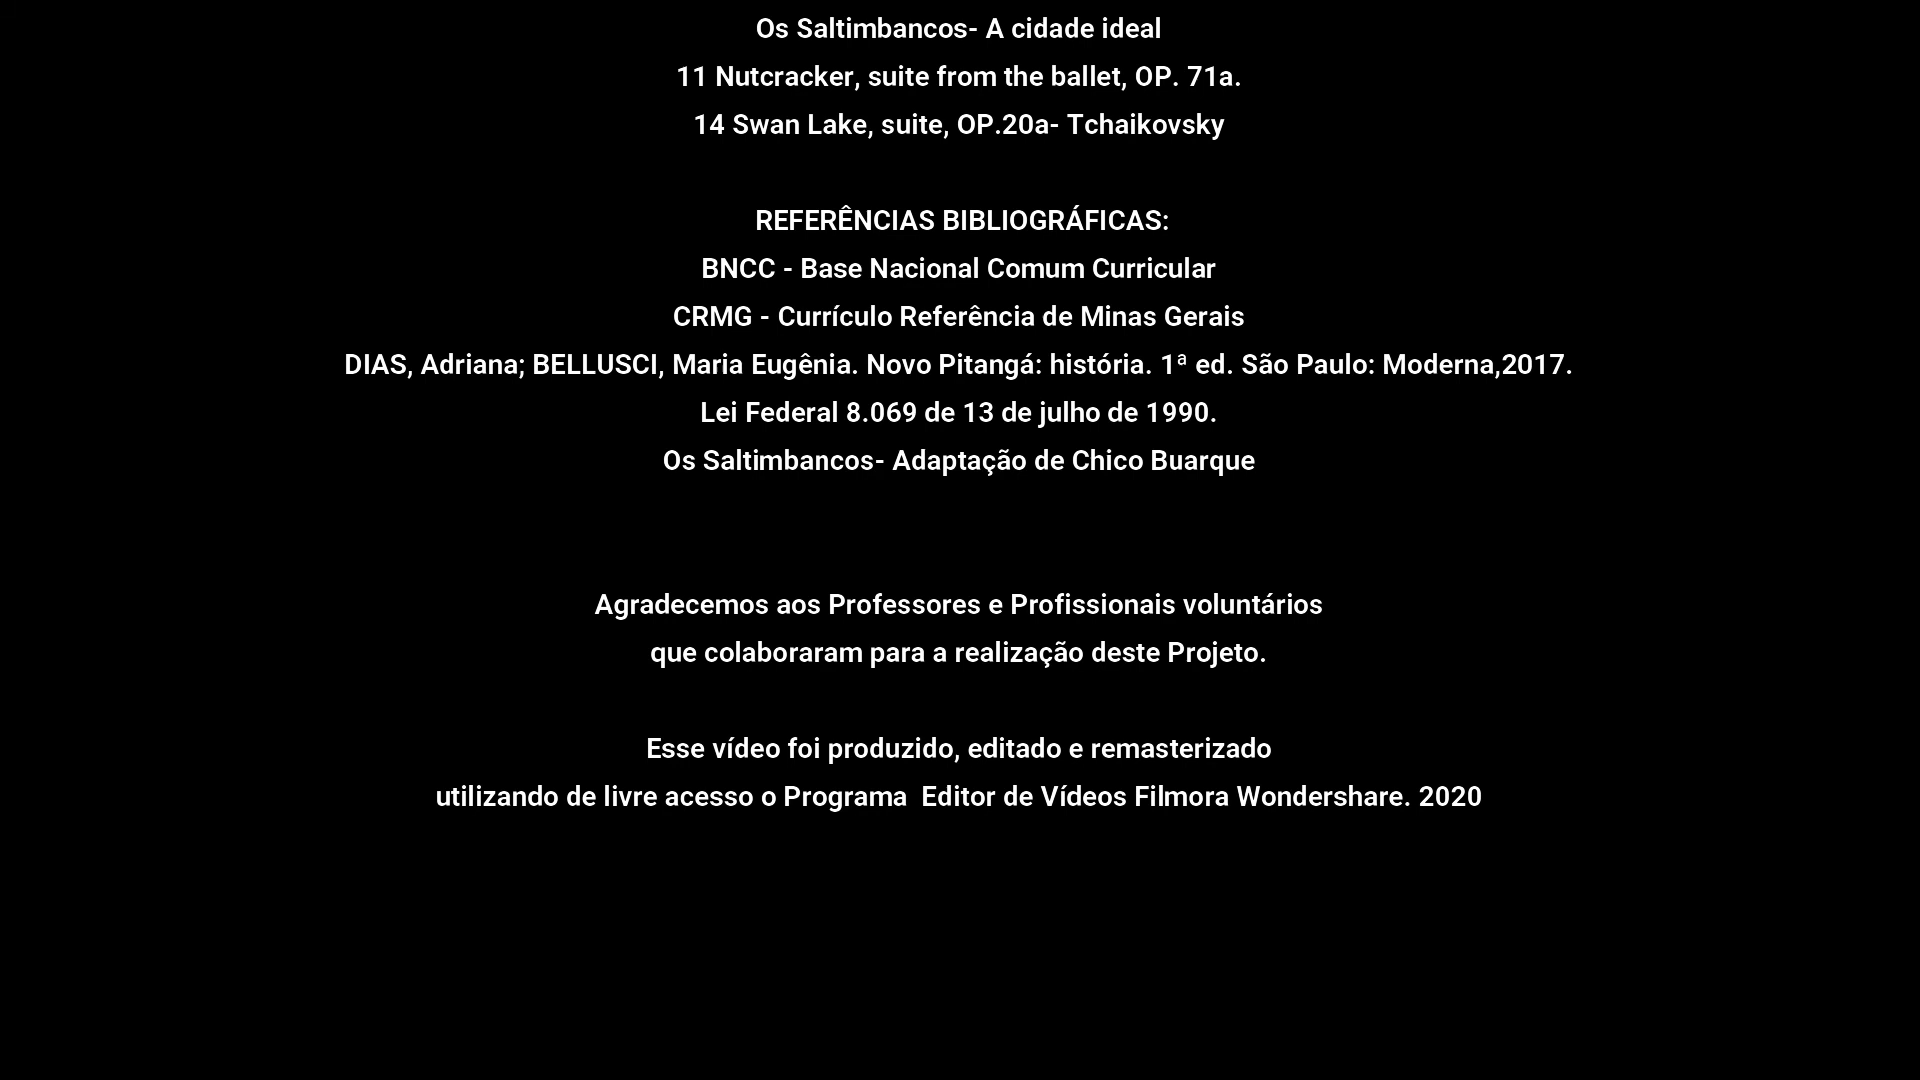 Os Saltimbancos- A cidade ideal
11 Nutcracker, suite from the ballet, OP. 71a.
14 Swan Lake, suite, OP.20a- Tchaikovsky
REFERÊNCIAS BIBLIOGRÁFICAS:
BNCC - Base Nacional Comum Curricular
CRMG - Currículo Referência de Minas Gerais
DIAS, Adriana; BELLUSCI, Maria Eugênia. Novo Pitangá: história. 1ª ed. São Paulo: Moderna,2017.
Lei Federal 8.069 de 13 de julho de 1990.
Os Saltimbancos- Adaptação de Chico Buarque
Agradecemos aos Professores e Profissionais voluntários
que colaboraram para a realização deste Projeto.
Esse vídeo foi produzido, editado e remasterizado
utilizando de livre acesso o Programa  Editor de Vídeos Filmora Wondershare. 2020